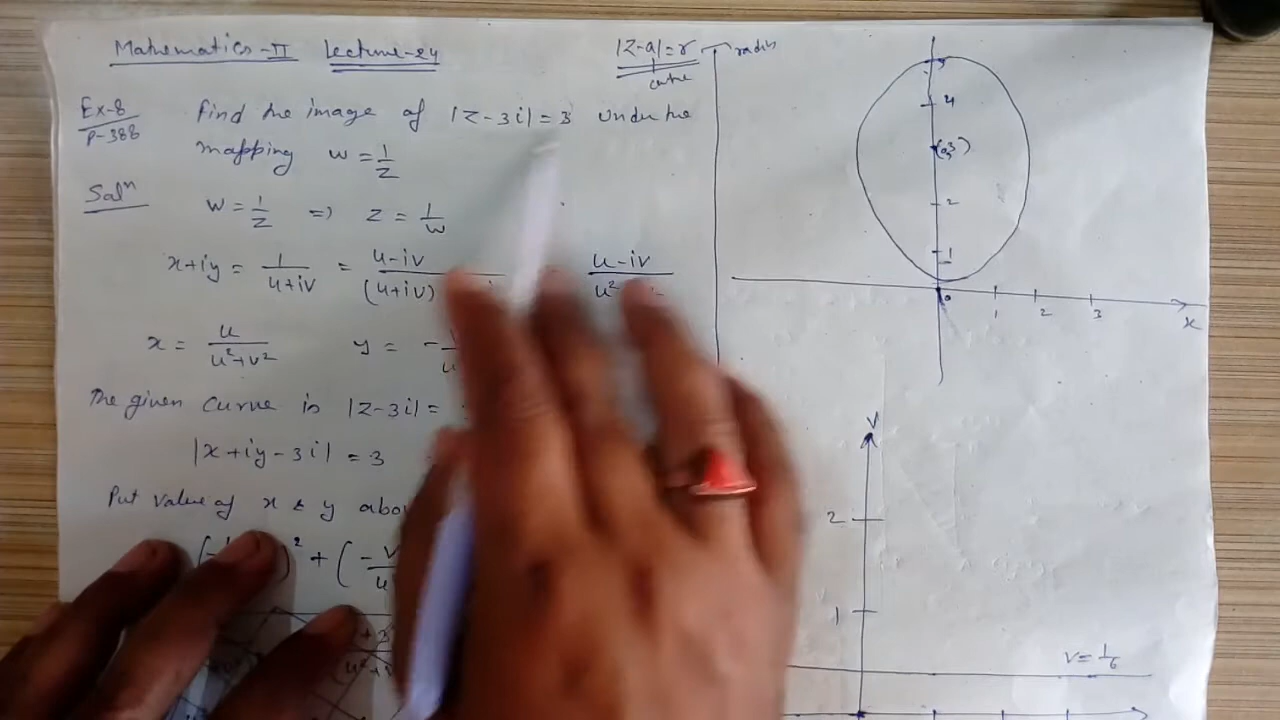 Mathematics-II Lecture-24
|z-a|=r radius
centre
Ex-8
P-388
find the image of |z-3i|=3 under the
mapping w=1/z
Solⁿ
w=1/z => z=1/w
x+iy = 1/(u+iv) = (u-iv)/(u+iv) u-iv/u²
x = u/(u²+v²) y = -
The given curve is |z-3i|=
|x+iy-3i| = 3
Put value of x & y
)² + (-v/u
4
(0,3)
2
1
0 1 2 3
x
v
2
1
v=1/6